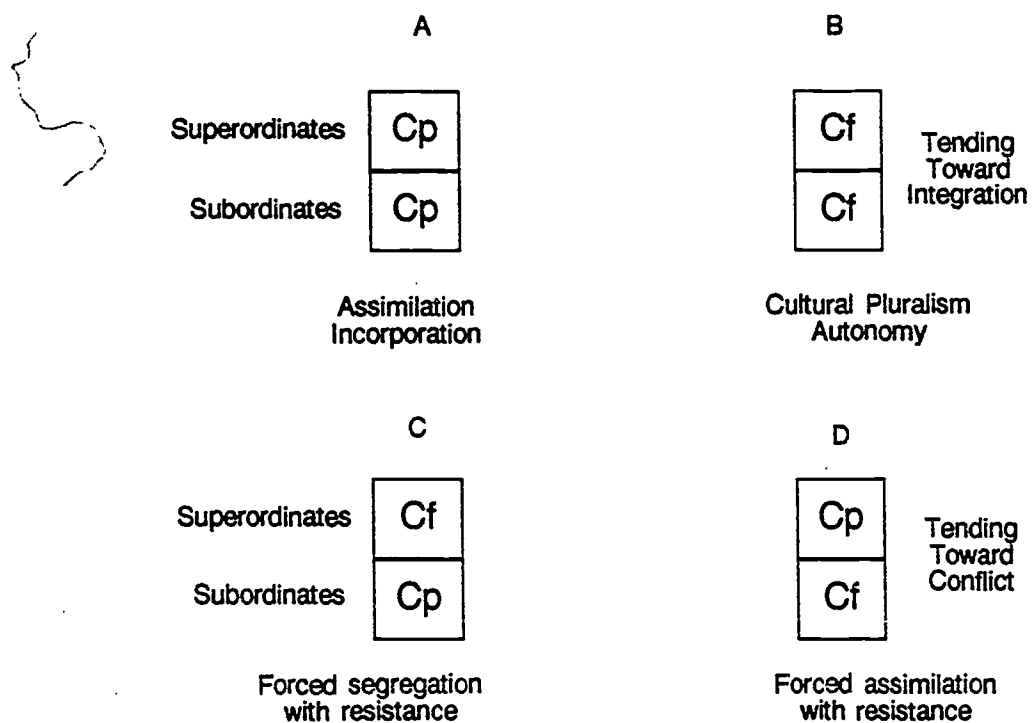 A
B
Superordinates Cp
Cf
Subordinates Cp
Cf
Tending
Toward
Integration
Assimilation
Incorporation
Cultural Pluralism
Autonomy
C
D
Superordinates Cf
Cp
Subordinates Cp
Cf
Tending
Toward
Conflict
Forced segregation
with resistance
Forced assimilation
with resistance